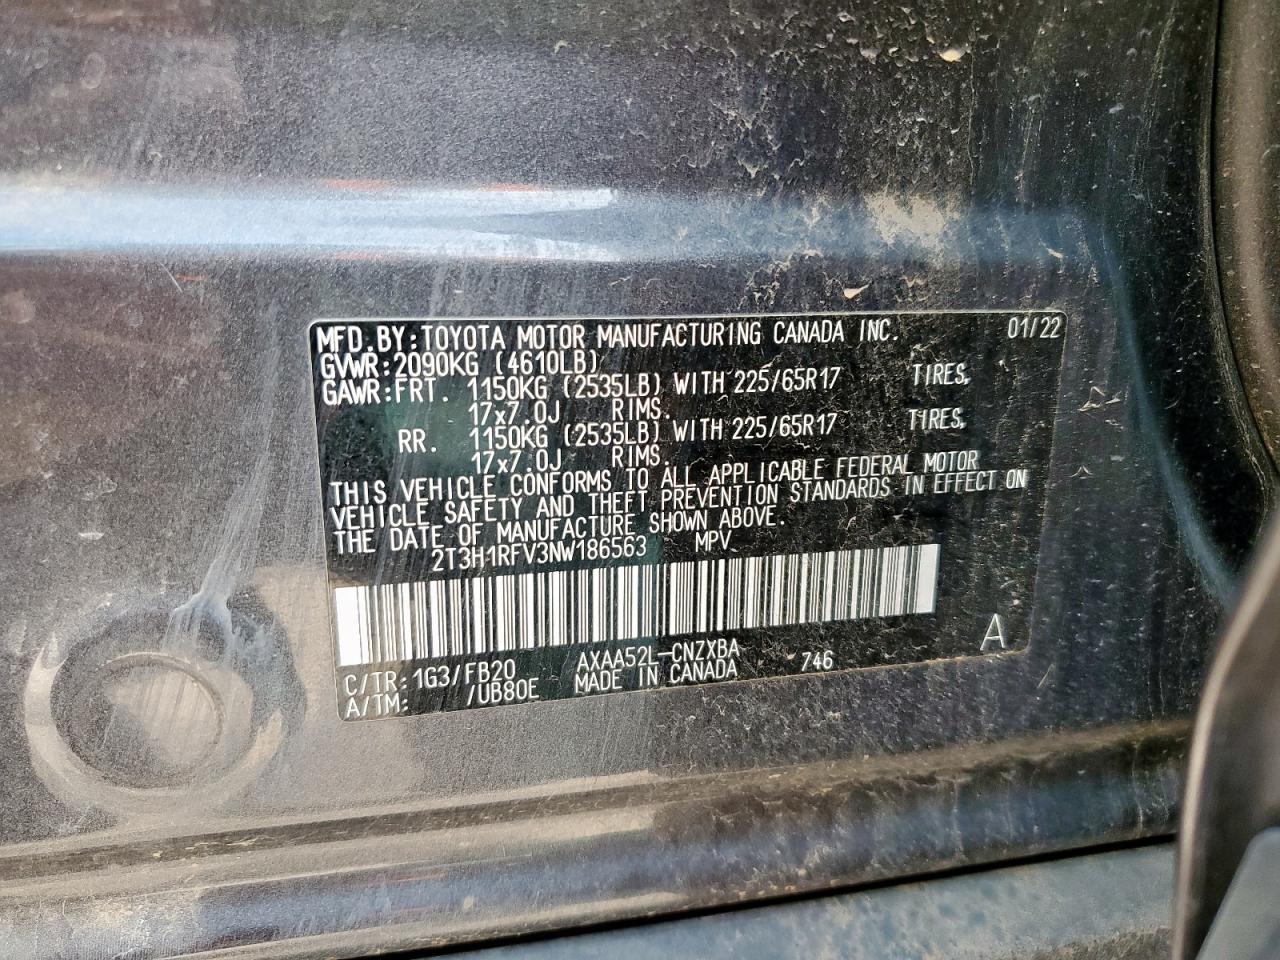 MFD.BY:TOYOTA MOTOR MANUFACTURING CANADA INC. 01/22
GVWR:2090KG (4610LB)
GAWR:FRT. 1150KG (2535LB) WITH 225/65R17 TIRES,
17x7.0J RIMS.
RR. 1150KG (2535LB) WITH 225/65R17 TIRES,
17x7.0J RIMS.
THIS VEHICLE CONFORMS TO ALL APPLICABLE FEDERAL MOTOR
VEHICLE SAFETY AND THEFT PREVENTION STANDARDS IN EFFECT ON
THE DATE OF MANUFACTURE SHOWN ABOVE.
2T3H1RFV3NW186563 MPV
C/TR:1G3/FB20 AXAA52L-CNZXBA 746 A
A/TM: /UB80E MADE IN CANADA